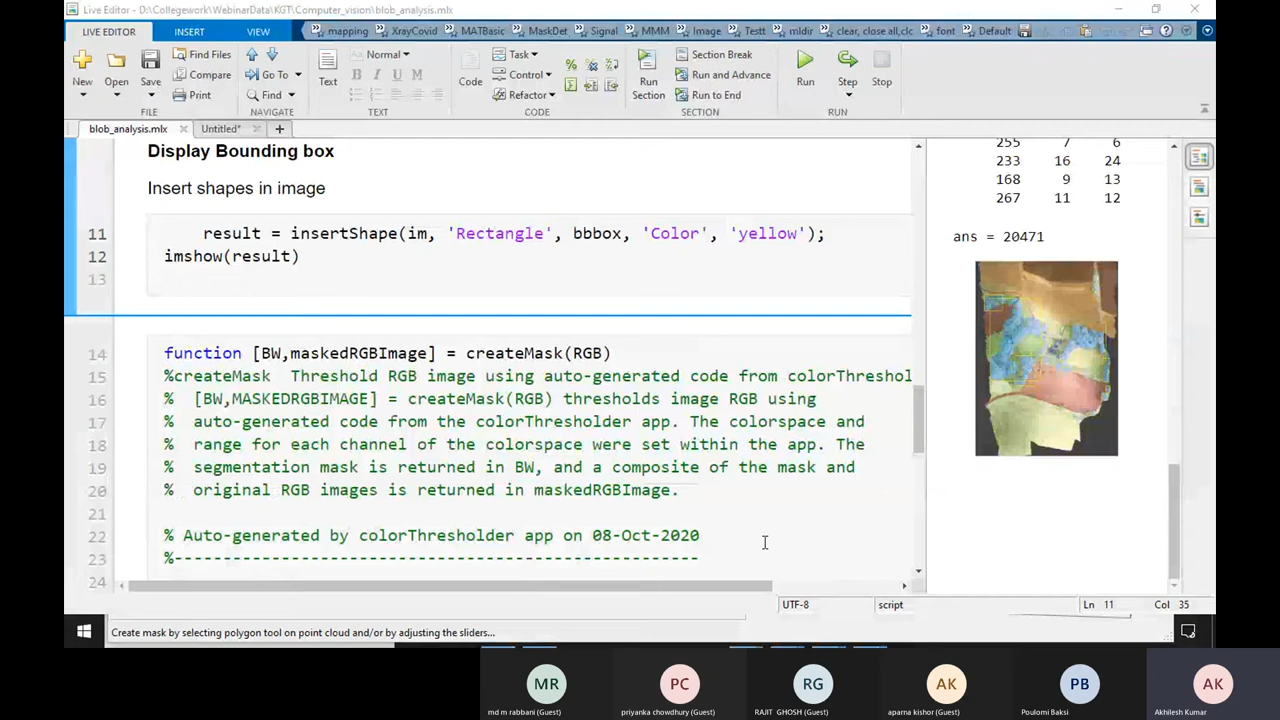 Live Editor - D:\Collegework\WebinarData\KGT\Computer_vision\blob_analysis.mlx
LIVE EDITOR INSERT VIEW mapping XrayCovid MATBasic MaskDet Signal MMM Image Testt mldir clear, close all,clc font Default
New Open Save Find Files Compare Print Go To Find Text Normal B I U M Code Task Control Refactor Run Section Section Break Run and Advance Run to End Run Step Stop
FILE NAVIGATE TEXT CODE SECTION RUN
blob_analysis.mlx Untitled*
Display Bounding box
Insert shapes in image
11 result = insertShape(im, 'Rectangle', bbbox, 'Color', 'yellow');
12 imshow(result)
13
14 function [BW,maskedRGBImage] = createMask(RGB)
15 %createMask Threshold RGB image using auto-generated code from colorThreshol
16 % [BW,MASKEDRGBIMAGE] = createMask(RGB) thresholds image RGB using
17 % auto-generated code from the colorThresholder app. The colorspace and
18 % range for each channel of the colorspace were set within the app. The
19 % segmentation mask is returned in BW, and a composite of the mask and
20 % original RGB images is returned in maskedRGBImage.
21
22 % Auto-generated by colorThresholder app on 08-Oct-2020
23 %------------------------------------------------------
24
255 7 6
233 16 24
168 9 13
267 11 12
ans = 20471
UTF-8 script Ln 11 Col 35
Create mask by selecting polygon tool on point cloud and/or by adjusting the sliders...
MR PC RG AK PB AK
md m rabbani (Guest) priyanka chowdhury (Guest) RAJIT GHOSH (Guest) aparna kishor (Guest) Poulomi Baksi Akhilesh Kumar